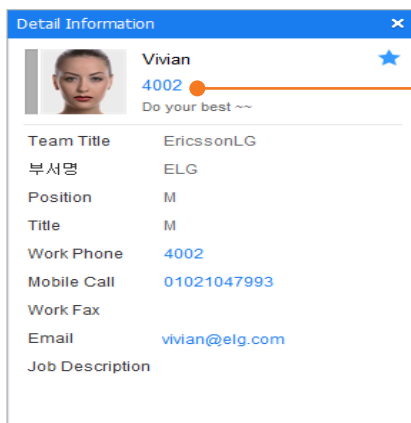 Detail Information
Vivian
4002
Do your best ~~
Team Title EricssonLG
부서명 ELG
Position M
Title M
Work Phone 4002
Mobile Call 01021047993
Work Fax
Email vivian@elg.com
Job Description